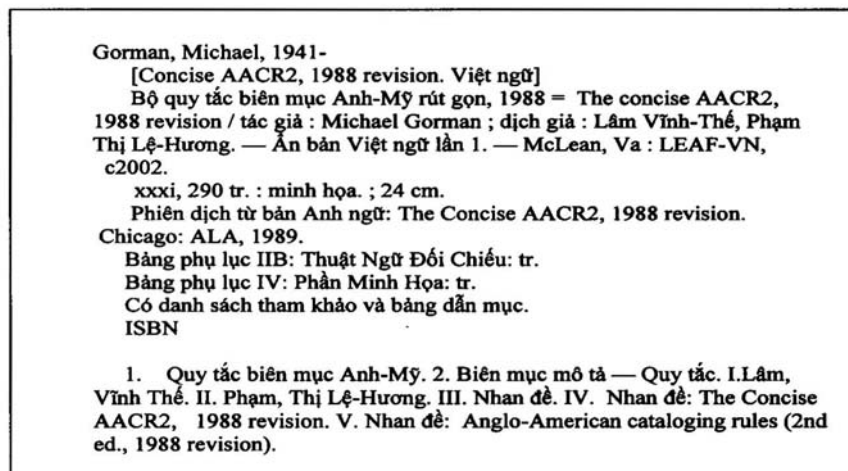 Gorman, Michael, 1941-
[Concise AACR2, 1988 revision. Việt ngữ]
Bộ quy tắc biên mục Anh-Mỹ rút gọn, 1988 = The concise AACR2,
1988 revision / tác giả : Michael Gorman ; dịch giả : Lâm Vĩnh-Thế, Phạm
Thị Lệ-Hương. — Ấn bản Việt ngữ lần 1. — McLean, Va : LEAF-VN,
c2002.
xxxi, 290 tr. : minh họa. ; 24 cm.
Phiên dịch từ bản Anh ngữ: The Concise AACR2, 1988 revision.
Chicago: ALA, 1989.
Bảng phụ lục IIB: Thuật Ngữ Đối Chiếu: tr.
Bảng phụ lục IV: Phần Minh Họa: tr.
Có danh sách tham khảo và bảng dẫn mục.
ISBN
1. Quy tắc biên mục Anh-Mỹ. 2. Biên mục mô tả — Quy tắc. I.Lâm,
Vĩnh Thế. II. Phạm, Thị Lệ-Hương. III. Nhan đề. IV. Nhan đề: The Concise
AACR2, 1988 revision. V. Nhan đề: Anglo-American cataloging rules (2nd
ed., 1988 revision).